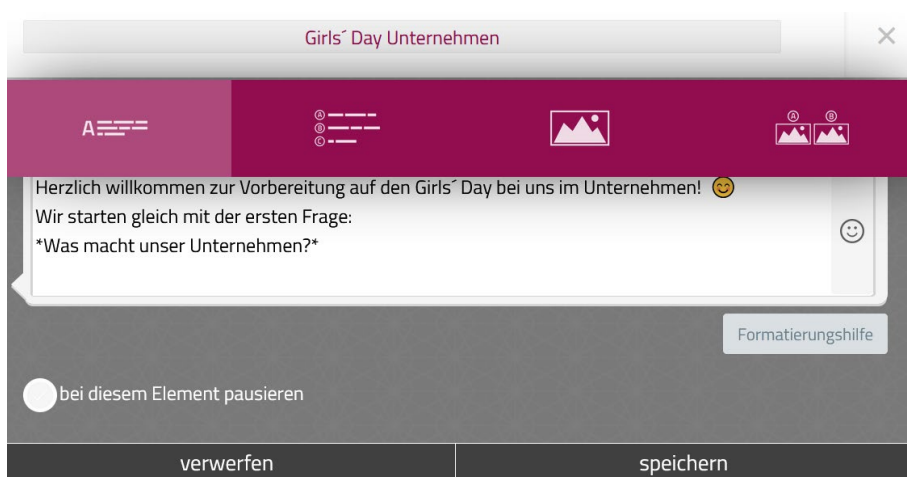 Girls´ Day Unternehmen
A
A
B
C
A B
Herzlich willkommen zur Vorbereitung auf den Girls´ Day bei uns im Unternehmen! 😊
Wir starten gleich mit der ersten Frage:
*Was macht unser Unternehmen?*
Formatierungshilfe
bei diesem Element pausieren
verwerfen speichern